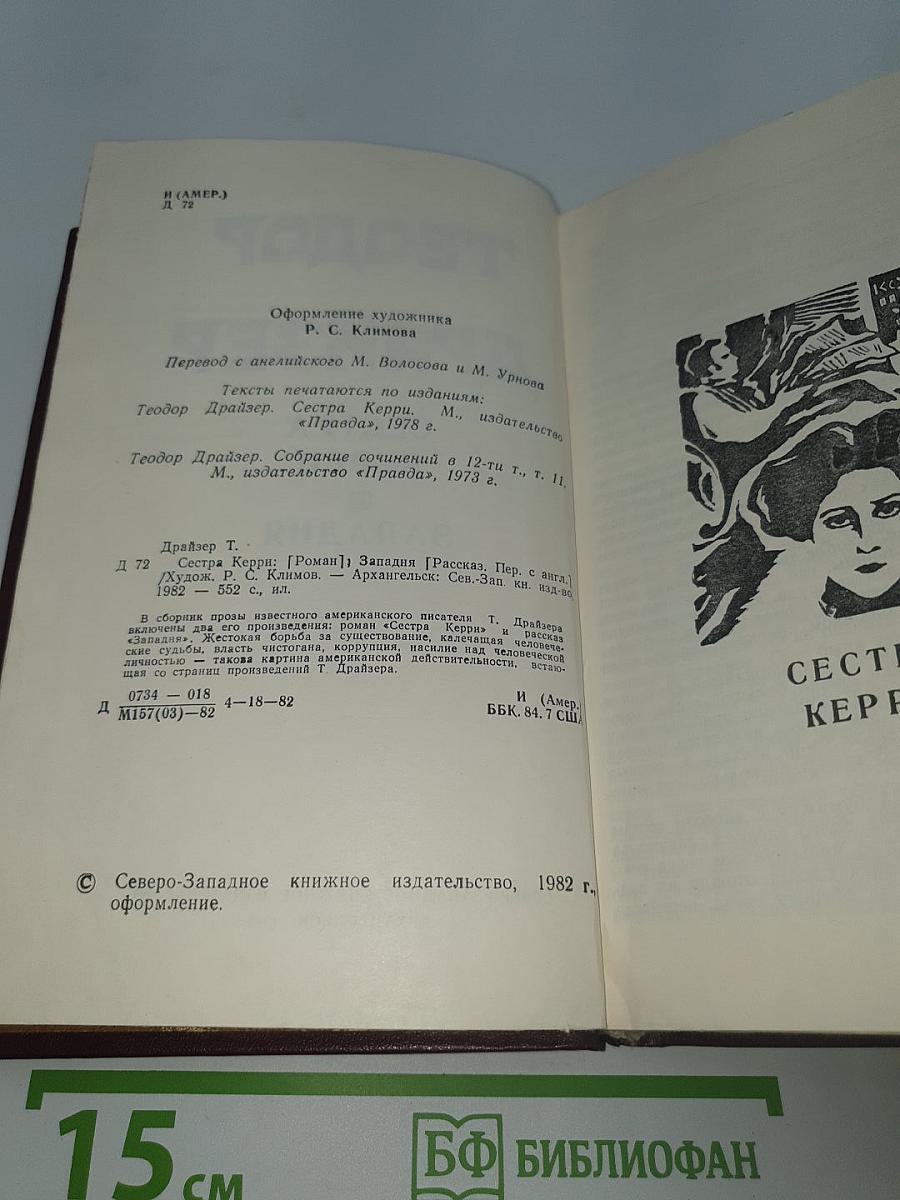 И (АМЕР.)
Д 72
Оформление художника
Р. С. Климова
Перевод с английского М. Волосова и М. Урнова
Тексты печатаются по изданиям:
Теодор Драйзер. Сестра Керри. М., издательство
«Правда», 1978 г.
Теодор Драйзер. Собрание сочинений в 12-ти т., т. 11.
М., издательство «Правда», 1973 г.
Драйзер Т.
Д 72 Сестра Керри: [Роман]; Западня [Рассказ. Пер. с англ.]
/Худож. Р. С. Климов. — Архангельск: Сев.-Зап. кн. изд-во
1982 — 552 с., ил.
В сборник прозы известного американского писателя Т. Драйзера
включены два его произведения: роман «Сестра Керри» и рассказ
«Западня». Жестокая борьба за существование, калечащая человече-
ские судьбы, власть чистогана, коррупция, насилие над человеческой
личностью — такова картина американской действительности, встаю-
щая со страниц произведений Т. Драйзера.
Д 0734 — 018
М157(03)—82 4—18—82
И (Амер.
ББК. 84.7 США
© Северо-Западное книжное издательство, 1982 г.,
оформление.
СЕСТ
КЕРР
15 см
БФ БИБЛИОФАН